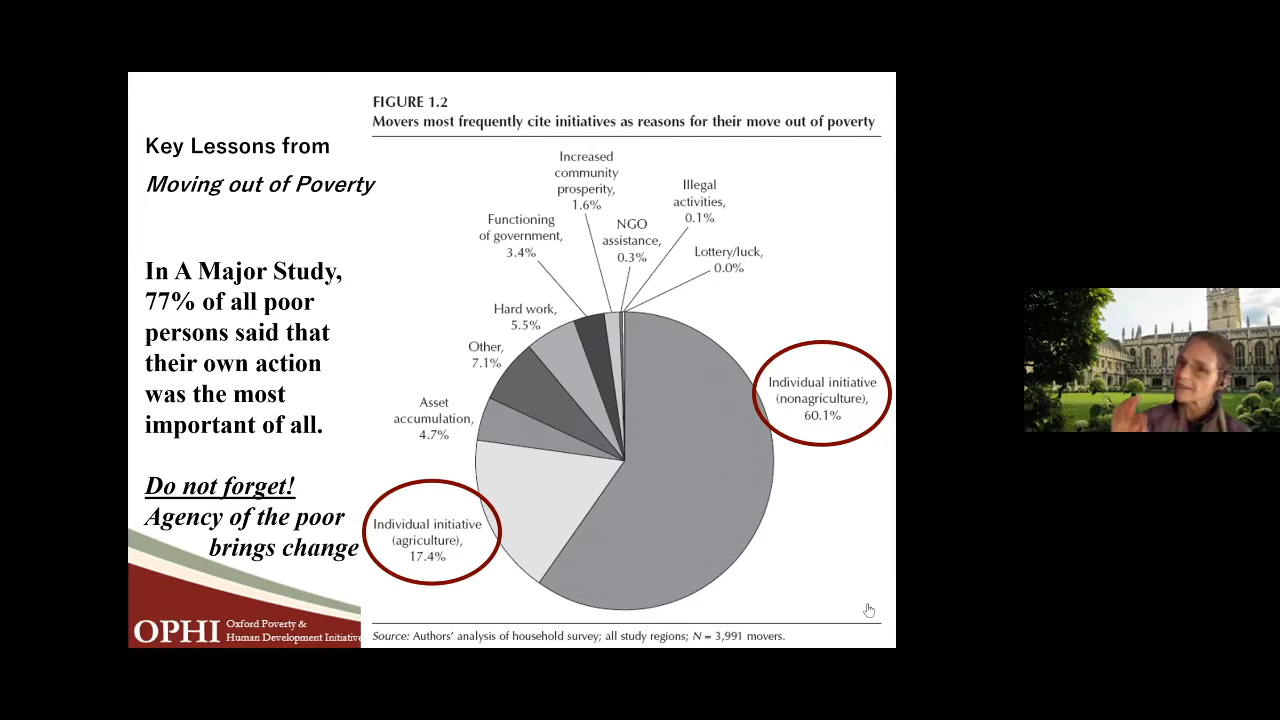 Key Lessons from
Moving out of Poverty
In A Major Study,
77% of all poor
persons said that
their own action
was the most
important of all.
Do not forget!
Agency of the poor
brings change
OPHI
Oxford Poverty &
Human Development Initiative
FIGURE 1.2
Movers most frequently cite initiatives as reasons for their move out of poverty
Increased
community
prosperity,
1.6%
Illegal
activities,
0.1%
Functioning
of government,
3.4%
NGO
assistance,
0.3%
Lottery/luck,
0.0%
Hard work,
5.5%
Other,
7.1%
Asset
accumulation,
4.7%
Individual initiative
(nonagriculture),
60.1%
Individual initiative
(agriculture),
17.4%
Source: Authors' analysis of household survey; all study regions; N = 3,991 movers.